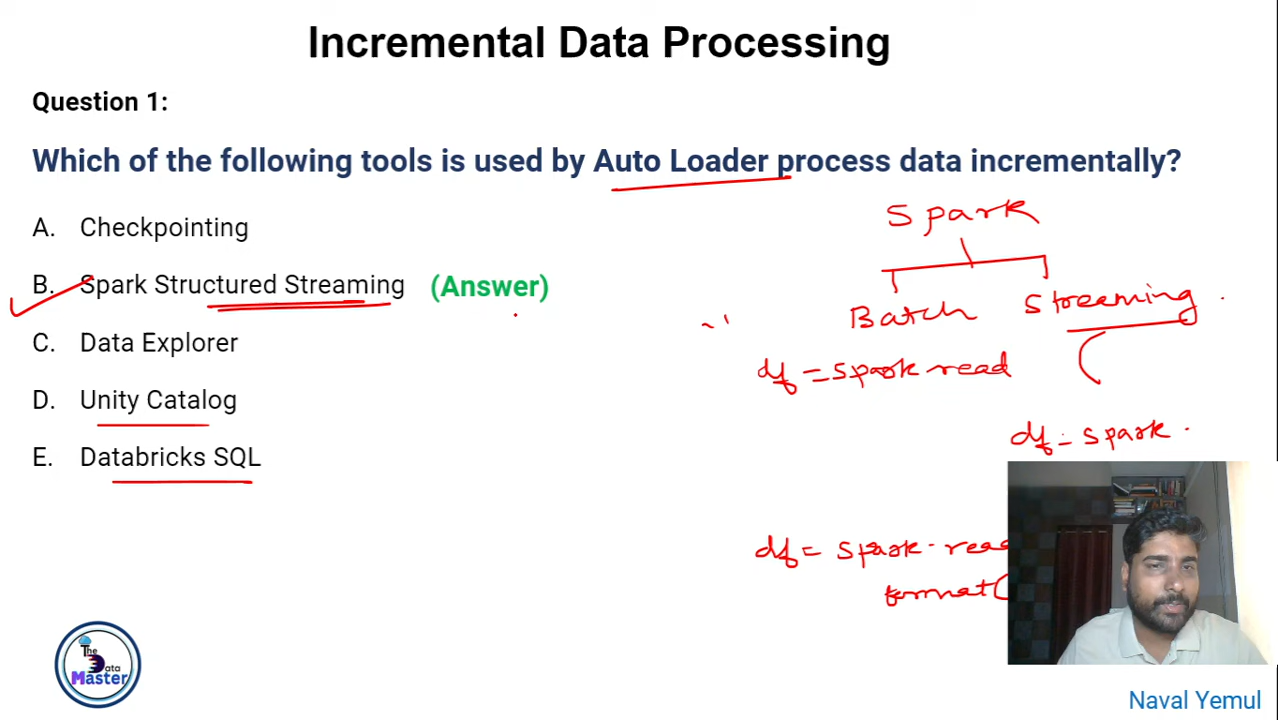 Incremental Data Processing
Question 1:
Which of the following tools is used by Auto Loader process data incrementally?
A. Checkpointing
B. Spark Structured Streaming (Answer)
C. Data Explorer
D. Unity Catalog
E. Databricks SQL
Spark
Batch Streaming
df = spark read
df = spark .
df = spark . read
format(
The
Data
Master
Naval Yemul